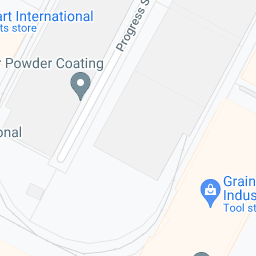 art International
ts store
Progress S
r Powder Coating
onal
Grain
Indus
Tool st